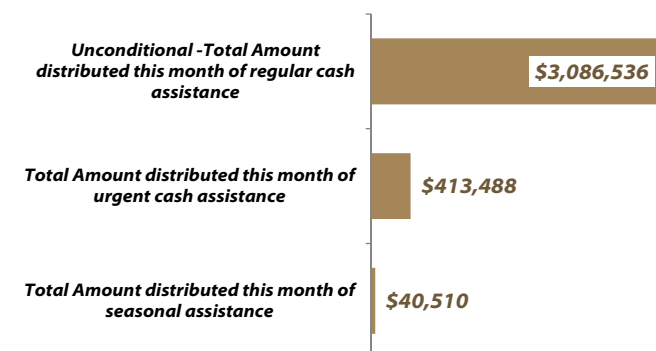 Unconditional -Total Amount
distributed this month of regular cash
assistance
$3,086,536
Total Amount distributed this month of
urgent cash assistance
$413,488
Total Amount distributed this month of
seasonal assistance
$40,510